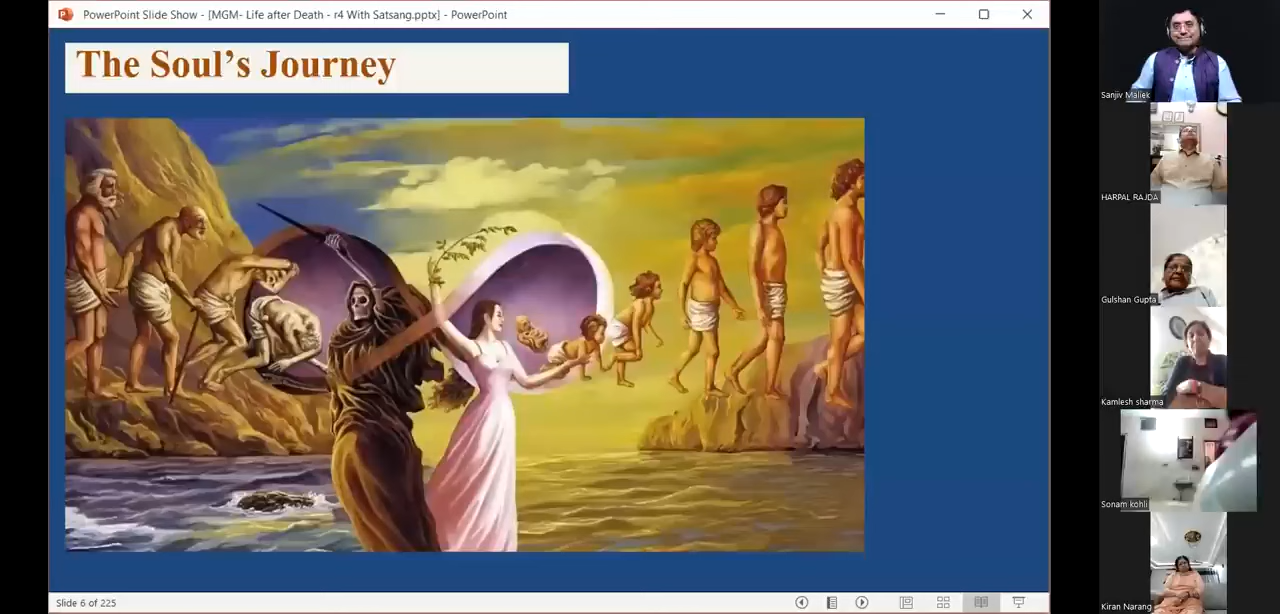 PowerPoint Slide Show - [MGM- Life after Death - r4 With Satsang.pptx] - PowerPoint
The Soul’s Journey
Slide 6 of 225
Sanjiv Maliek
HARPAL RAJDA
Gulshan Gupta
Kamlesh sharma
Sonam kohli
Kiran Narang